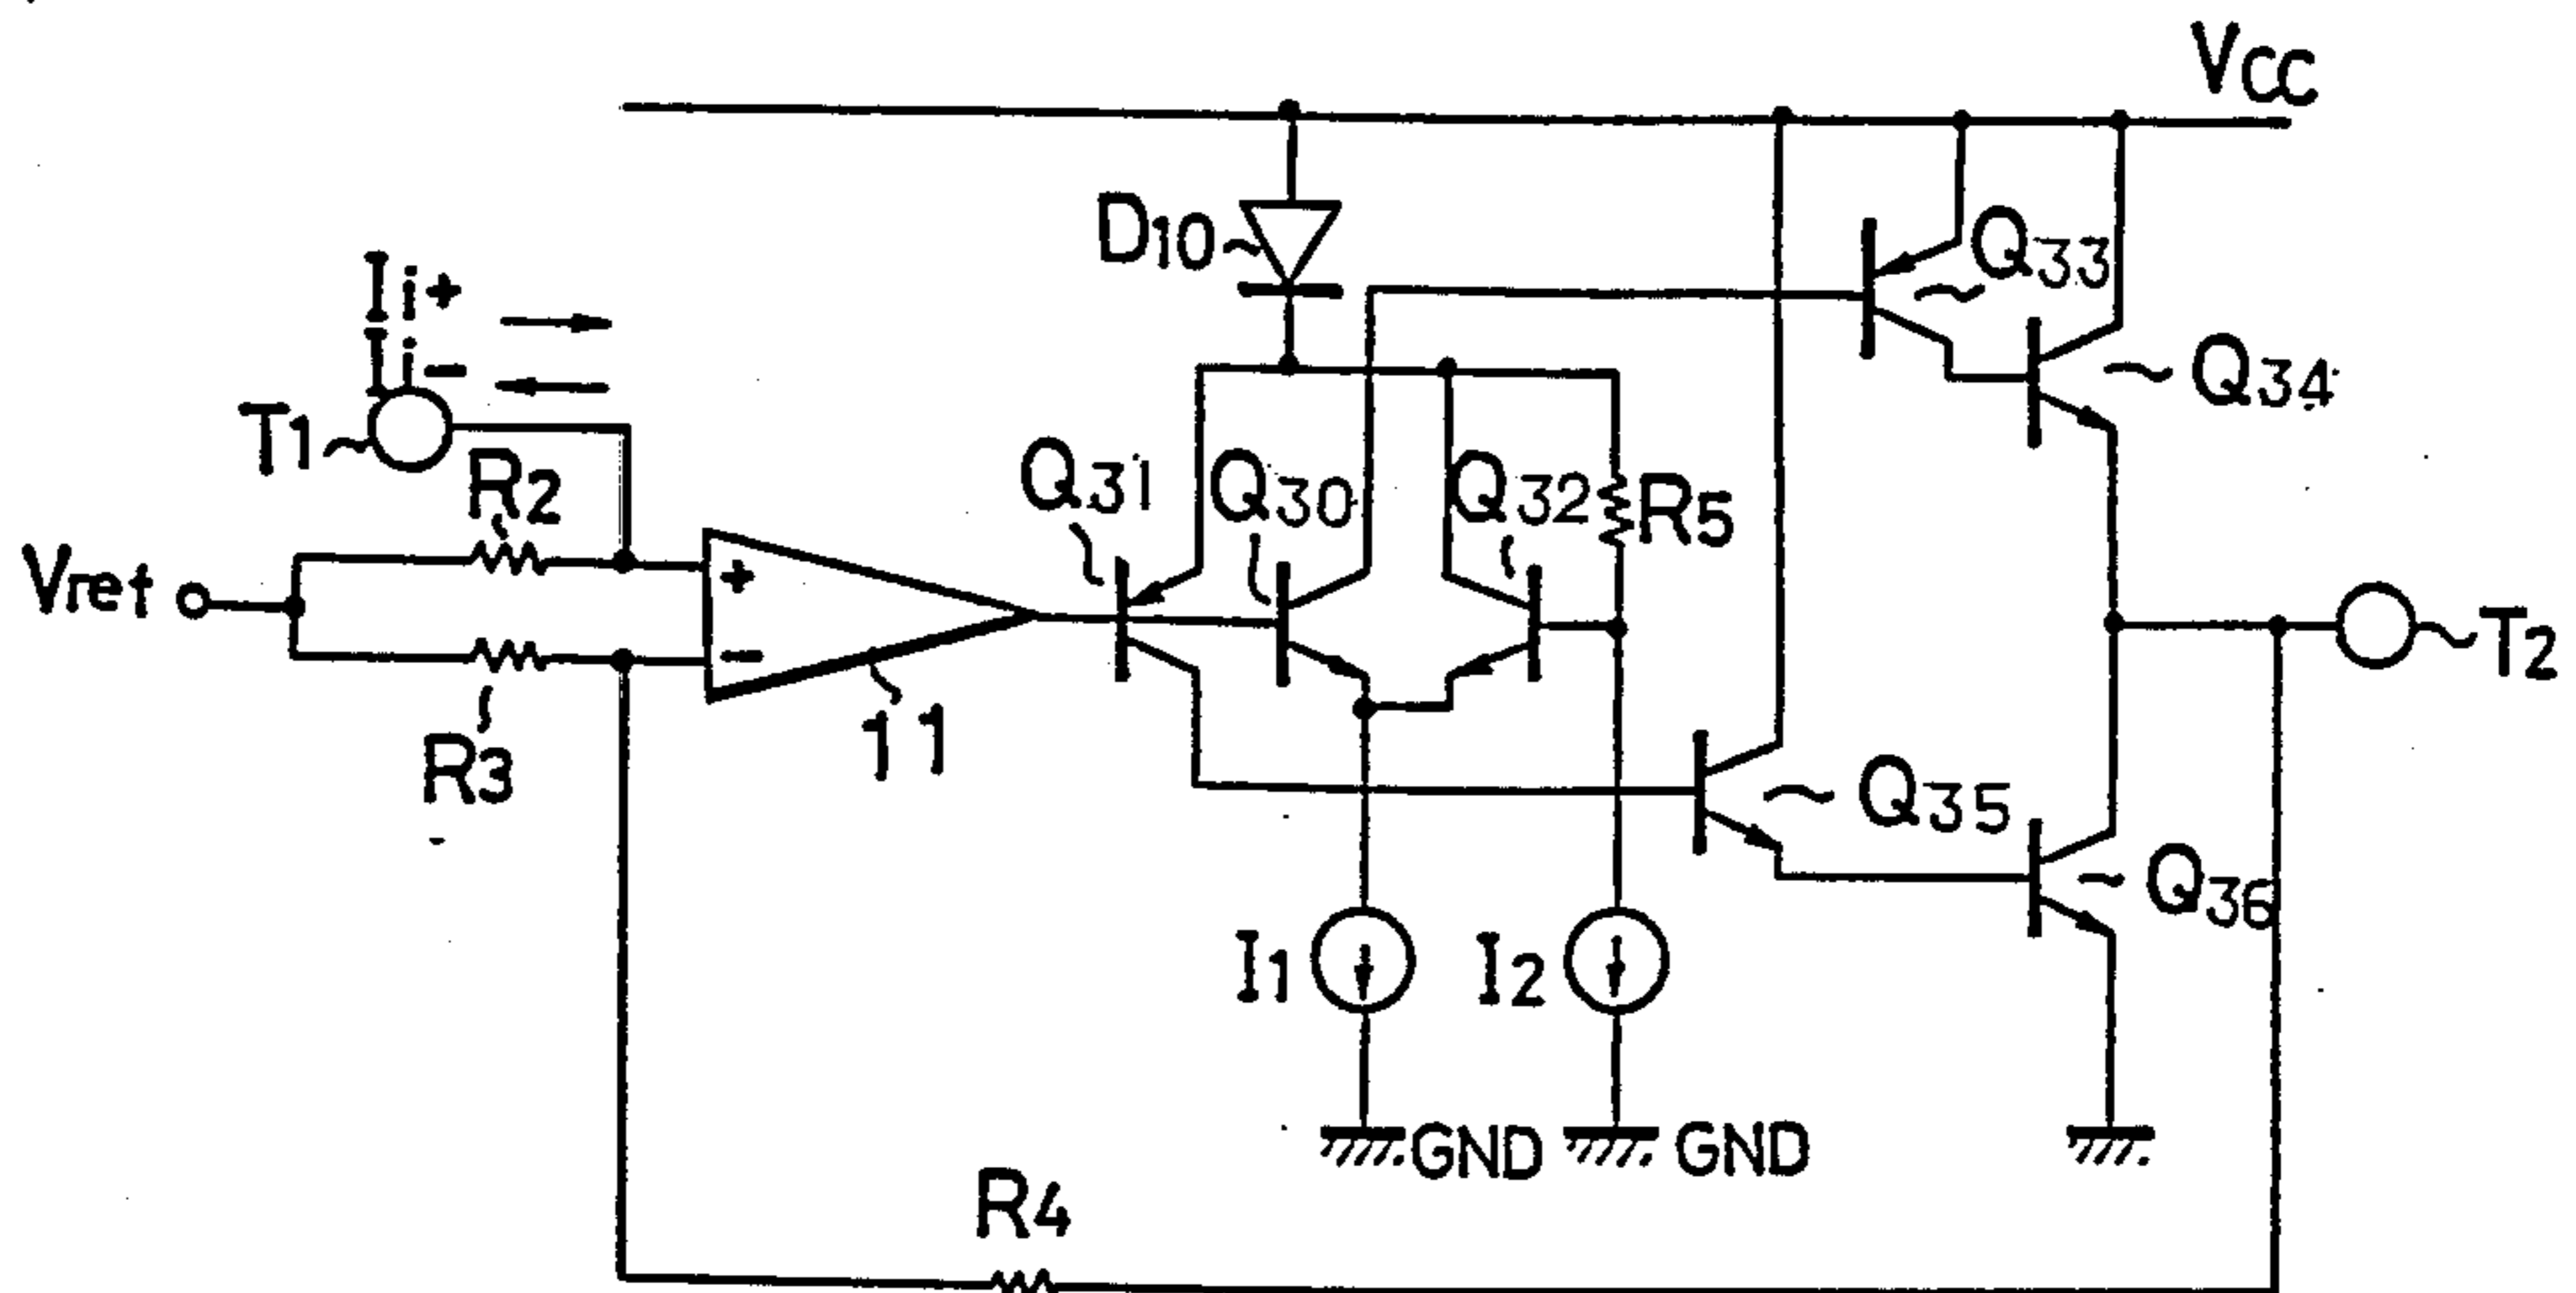 VCC
D10
Q33
Ii+
Ii-
Q34
T1
R2
Q31
Q30
Q32
R5
Vref
+
-
T2
11
R3
Q35
Q36
I1
I2
GND
GND
R4